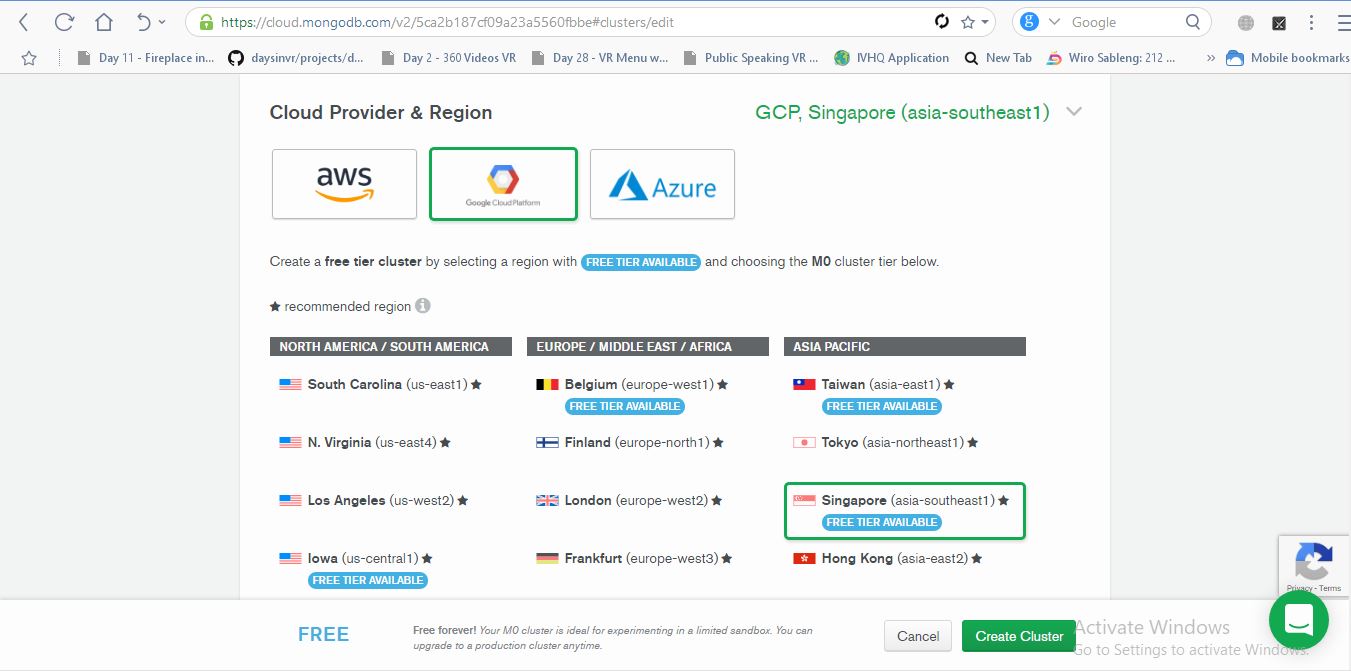 https://cloud.mongodb.com/v2/5ca2b187cf09a23a5560fbbe#clusters/edit
g Google
Day 11 - Fireplace in...
daysinvr/projects/d...
Day 2 - 360 Videos VR
Day 28 - VR Menu w...
Public Speaking VR ...
IVHQ Application
New Tab
Wiro Sableng: 212 ...
» Mobile bookmarks
Cloud Provider & Region
GCP, Singapore (asia-southeast1)
aws
Google Cloud Platform
Azure
Create a free tier cluster by selecting a region with FREE TIER AVAILABLE and choosing the M0 cluster tier below.
★ recommended region i
NORTH AMERICA / SOUTH AMERICA
South Carolina (us-east1) ★
N. Virginia (us-east4) ★
Los Angeles (us-west2) ★
Iowa (us-central1) ★
FREE TIER AVAILABLE
EUROPE / MIDDLE EAST / AFRICA
Belgium (europe-west1) ★
FREE TIER AVAILABLE
Finland (europe-north1) ★
London (europe-west2) ★
Frankfurt (europe-west3) ★
ASIA PACIFIC
Taiwan (asia-east1) ★
FREE TIER AVAILABLE
Tokyo (asia-northeast1) ★
Singapore (asia-southeast1) ★
FREE TIER AVAILABLE
Hong Kong (asia-east2) ★
Privacy - Terms
FREE
Free forever! Your M0 cluster is ideal for experimenting in a limited sandbox. You can
upgrade to a production cluster anytime.
Cancel
Create Cluster
Activate Windows
Go to Settings to activate Windows.